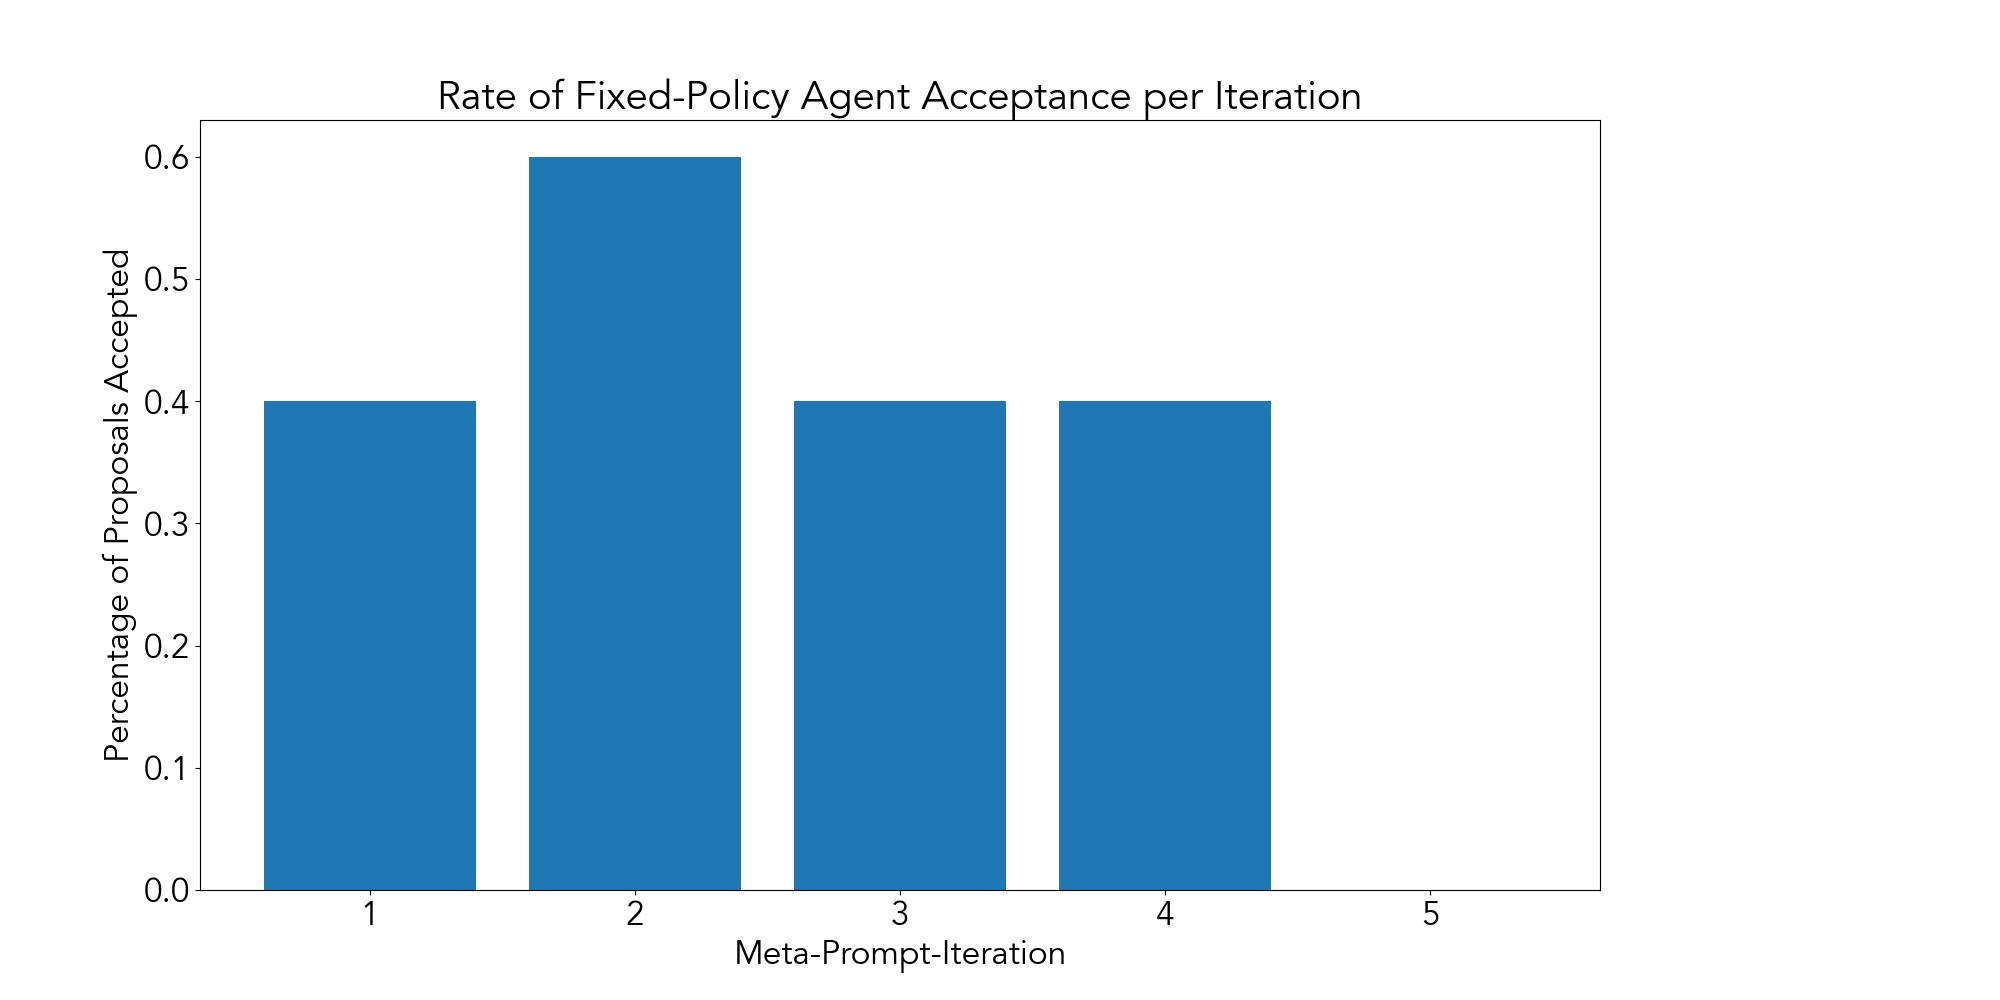 Rate of Fixed-Policy Agent Acceptance per Iteration
Percentage of Proposals Accepted
0.6
0.5
0.4
0.3
0.2
0.1
0.0
1 2 3 4 5
Meta-Prompt-Iteration